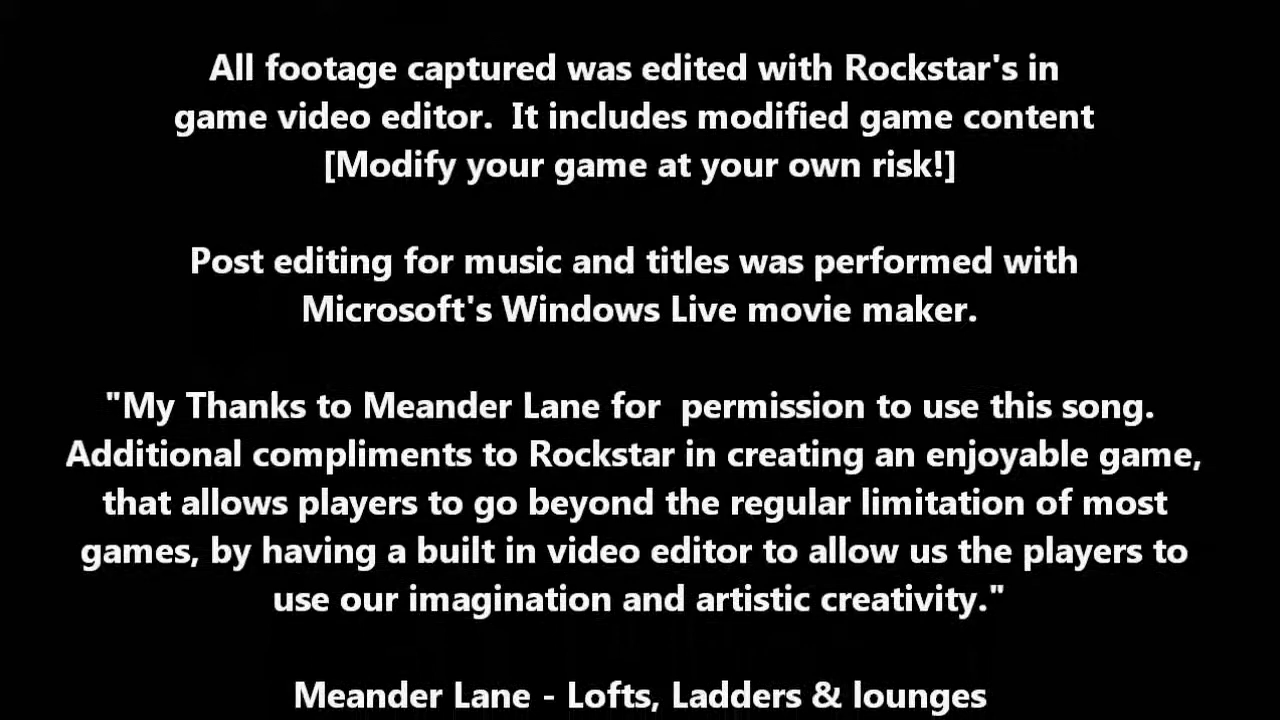 All footage captured was edited with Rockstar's in
game video editor.  It includes modified game content
[Modify your game at your own risk!]
Post editing for music and titles was performed with
Microsoft's Windows Live movie maker.
"My Thanks to Meander Lane for  permission to use this song.
Additional compliments to Rockstar in creating an enjoyable game,
that allows players to go beyond the regular limitation of most
games, by having a built in video editor to allow us the players to
use our imagination and artistic creativity."
Meander Lane - Lofts, Ladders & lounges